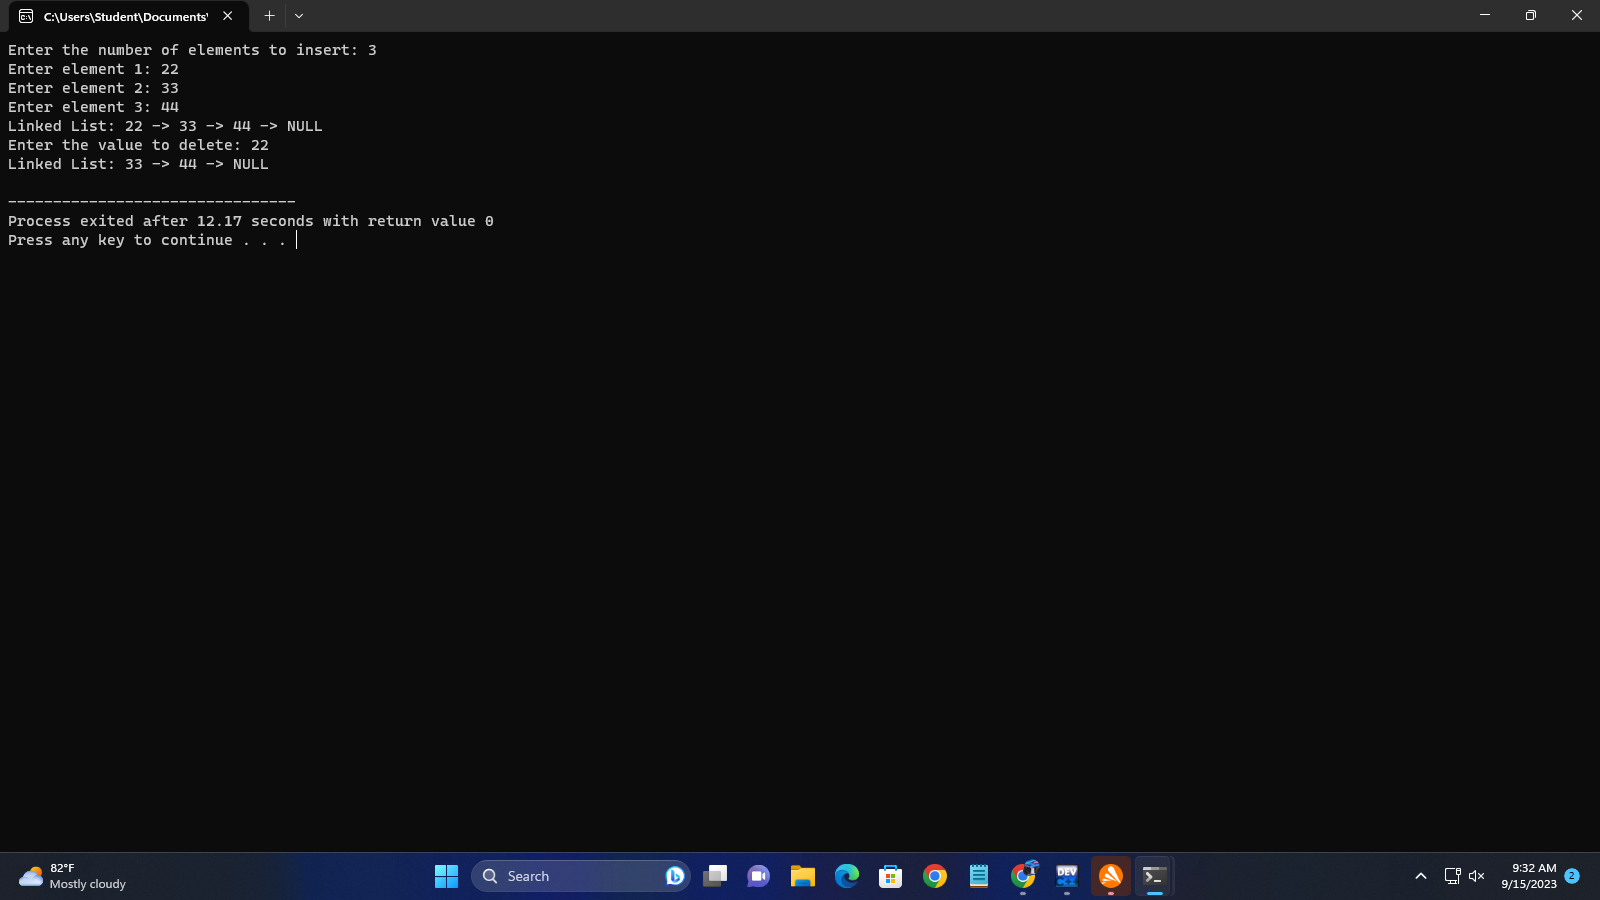 C:\Users\Student\Documents\
Enter the number of elements to insert: 3
Enter element 1: 22
Enter element 2: 33
Enter element 3: 44
Linked List: 22 -> 33 -> 44 -> NULL
Enter the value to delete: 22
Linked List: 33 -> 44 -> NULL
--------------------------------
Process exited after 12.17 seconds with return value 0
Press any key to continue . . .
82°F
Mostly cloudy
Search
DEV
9:32 AM
9/15/2023
2